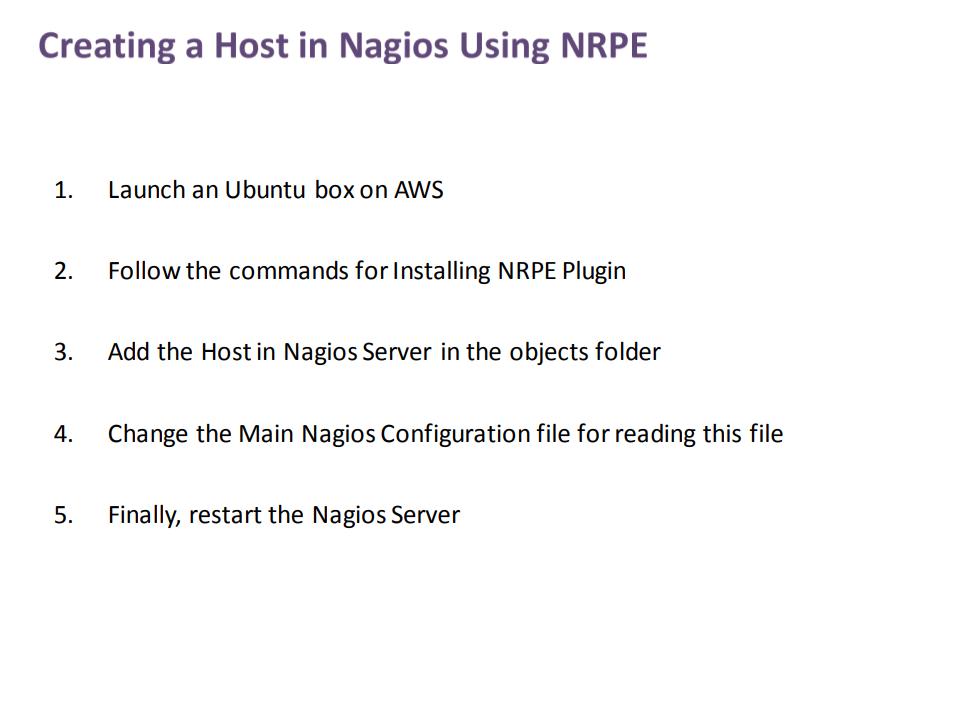 Creating a Host in Nagios Using NRPE
1. Launch an Ubuntu box on AWS
2. Follow the commands for Installing NRPE Plugin
3. Add the Host in Nagios Server in the objects folder
4. Change the Main Nagios Configuration file for reading this file
5. Finally, restart the Nagios Server